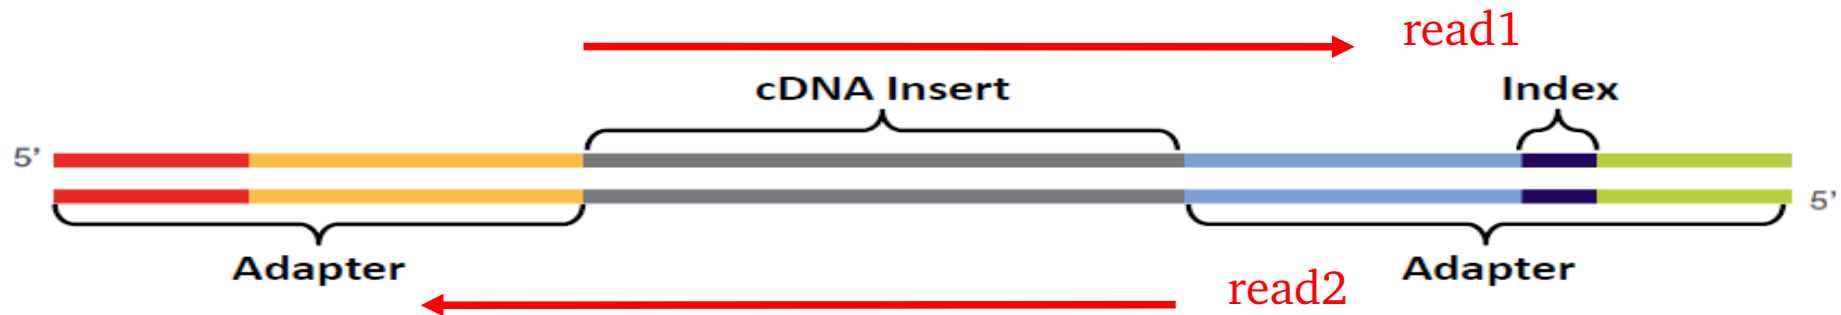 read1
cDNA Insert
Index
5’
5’
Adapter
Adapter
read2